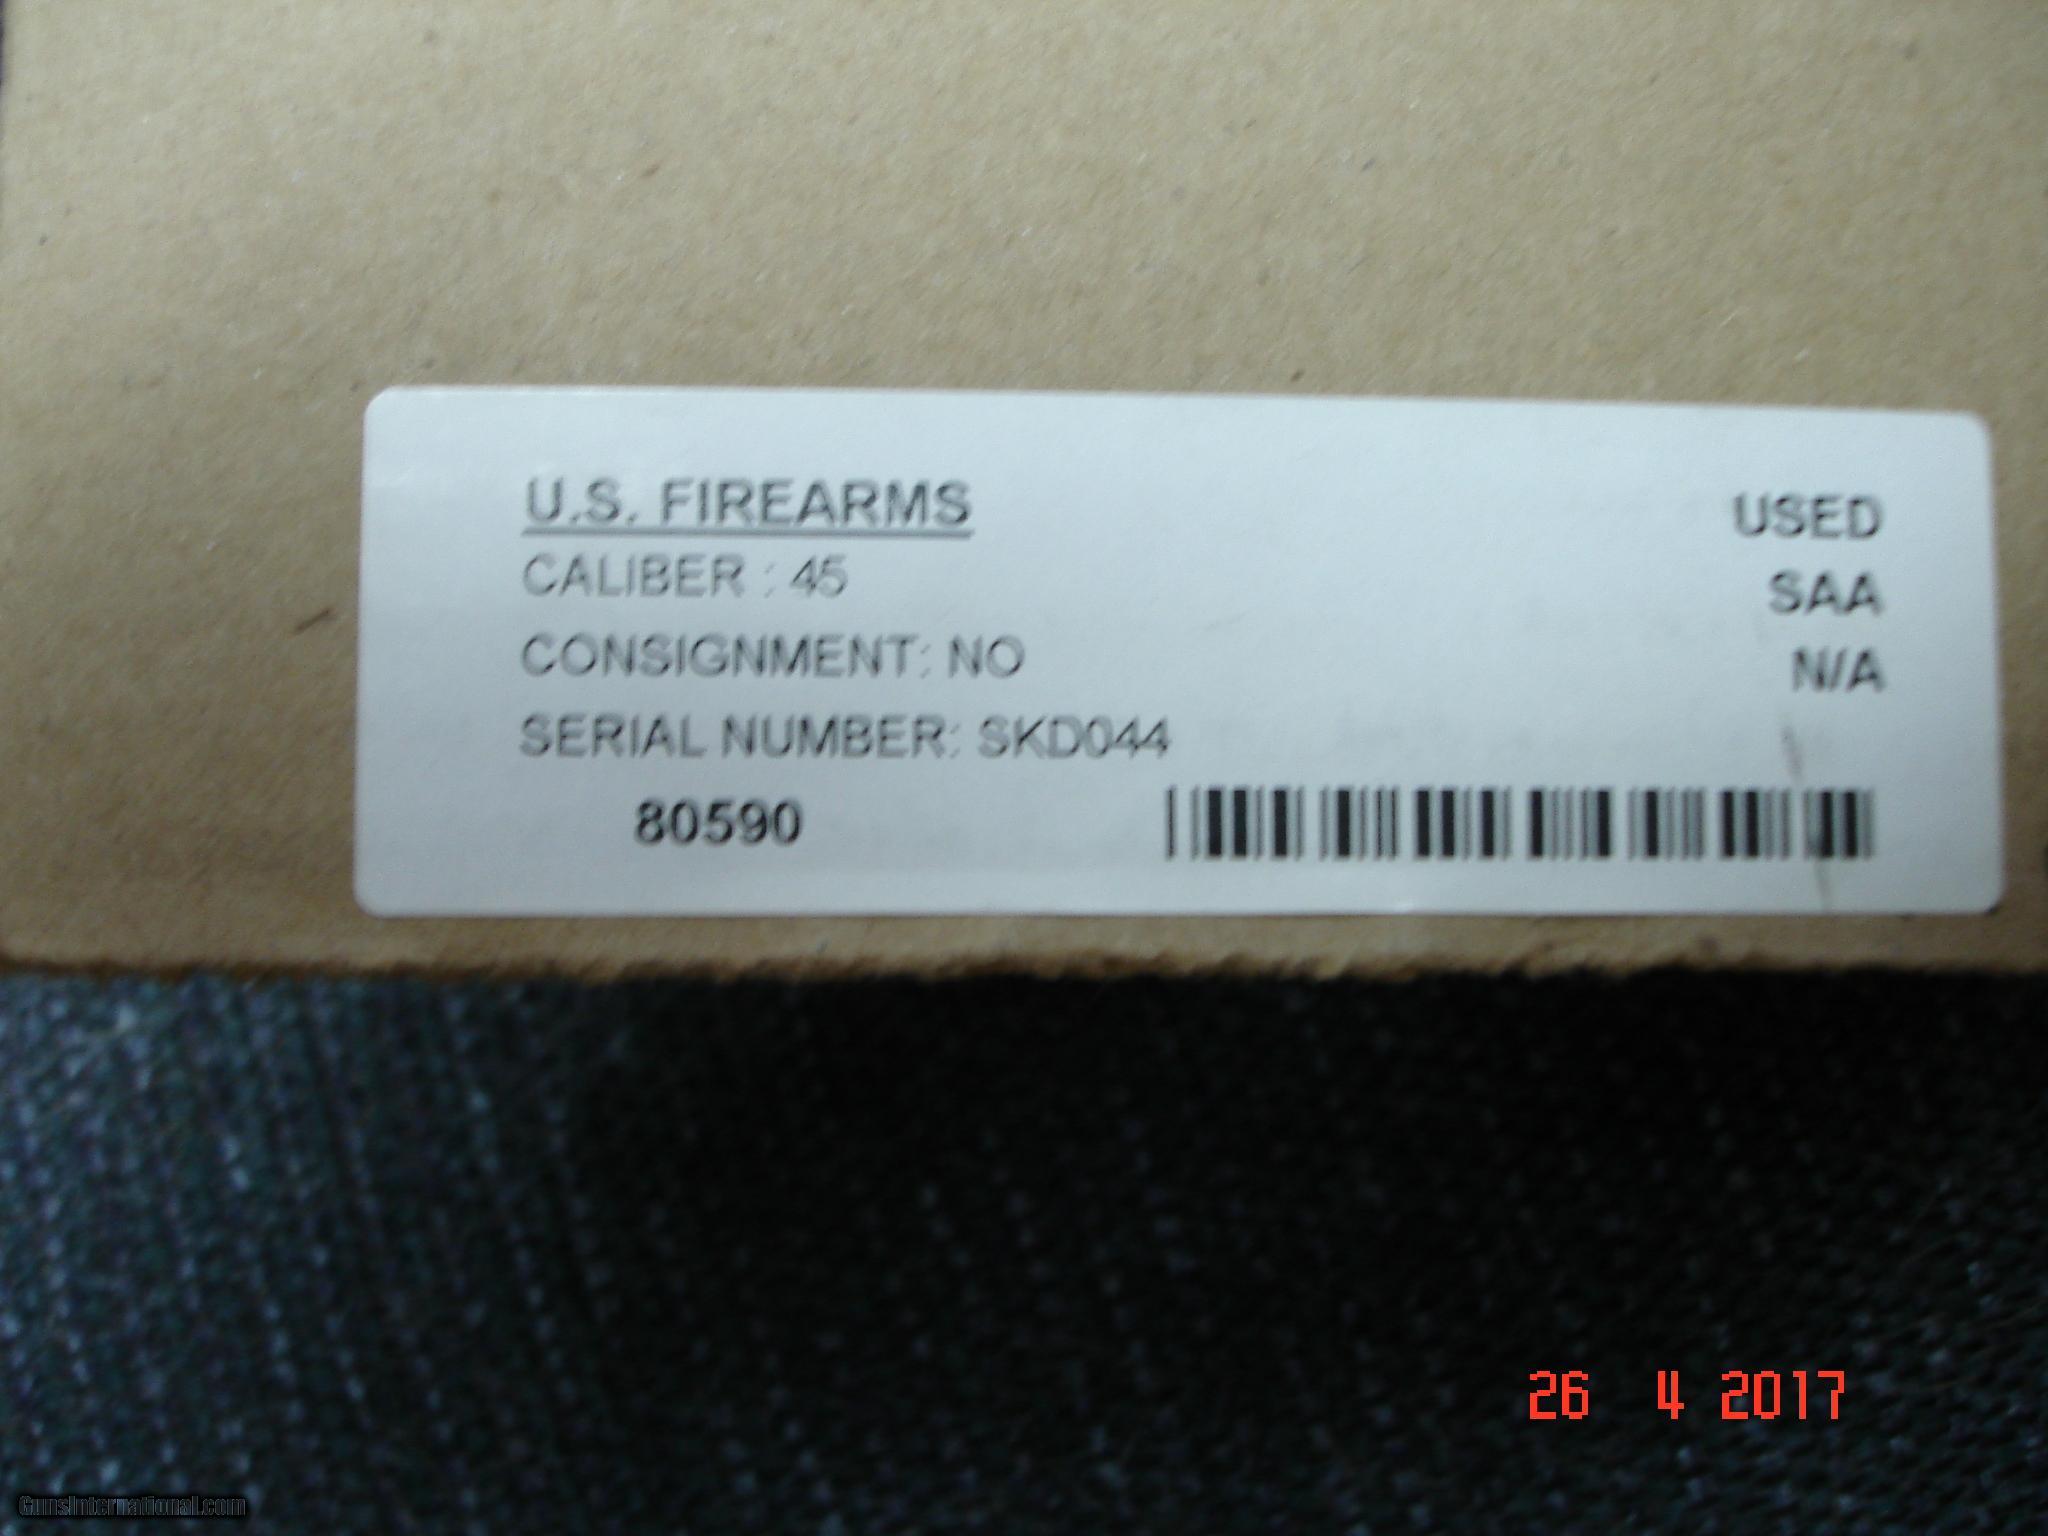 U.S. FIREARMS USED
CALIBER : 45 SAA
CONSIGNMENT: NO N/A
SERIAL NUMBER: SKD044
80590
26 4 2017
GunsInternational.com